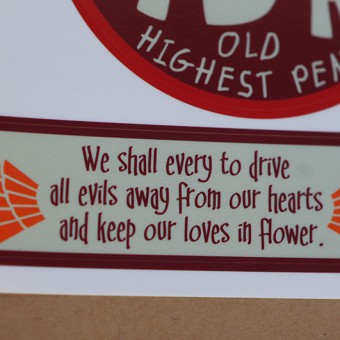 OLD
HIGHEST PEN
We shall every to drive
all evils away from our hearts
and keep our loves in flower.